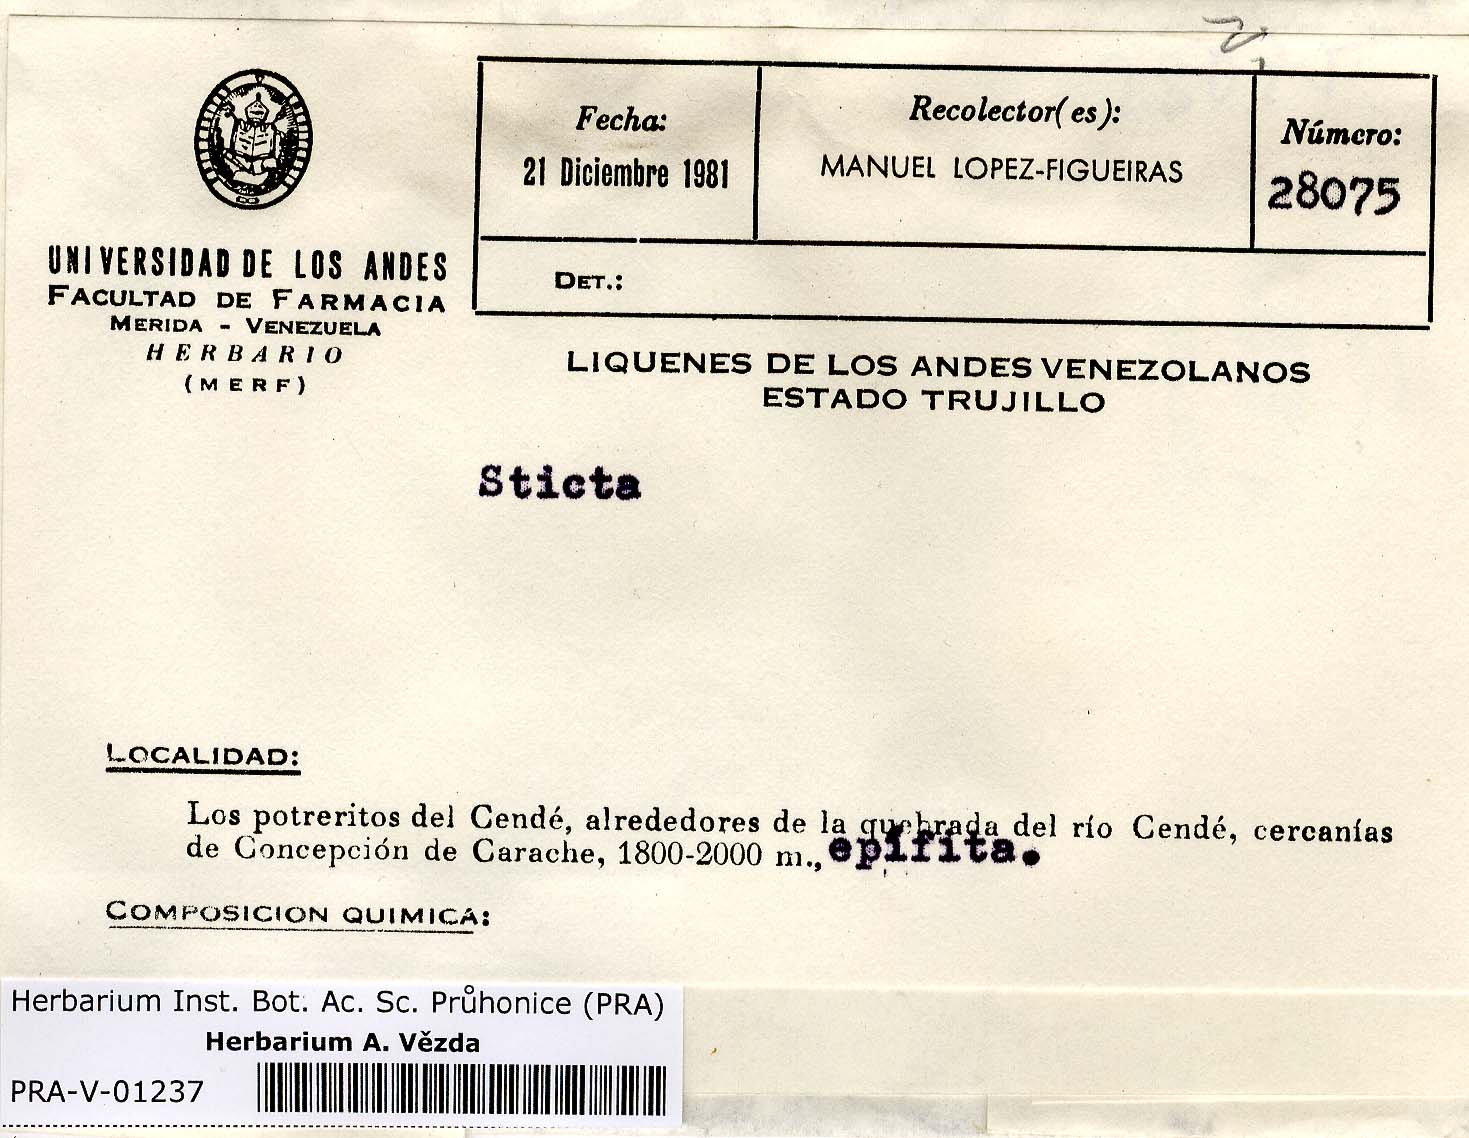 Fecha:
21 Diciembre 1981
Recolector(es):
MANUEL LOPEZ-FIGUEIRAS
Número:
28075
DET.:
UNIVERSIDAD DE LOS ANDES
FACULTAD DE FARMACIA
MERIDA - VENEZUELA
HERBARIO
(MERF)
LIQUENES DE LOS ANDES VENEZOLANOS
ESTADO TRUJILLO
Sticta
LOCALIDAD:
Los potreritos del Cendé, alrededores de la quebrada del río Cendé, cercanías
de Concepción de Carache, 1800-2000 m., epifita.
COMPOSICION QUIMICA:
Herbarium Inst. Bot. Ac. Sc. Průhonice (PRA)
Herbarium A. Vězda
PRA-V-01237